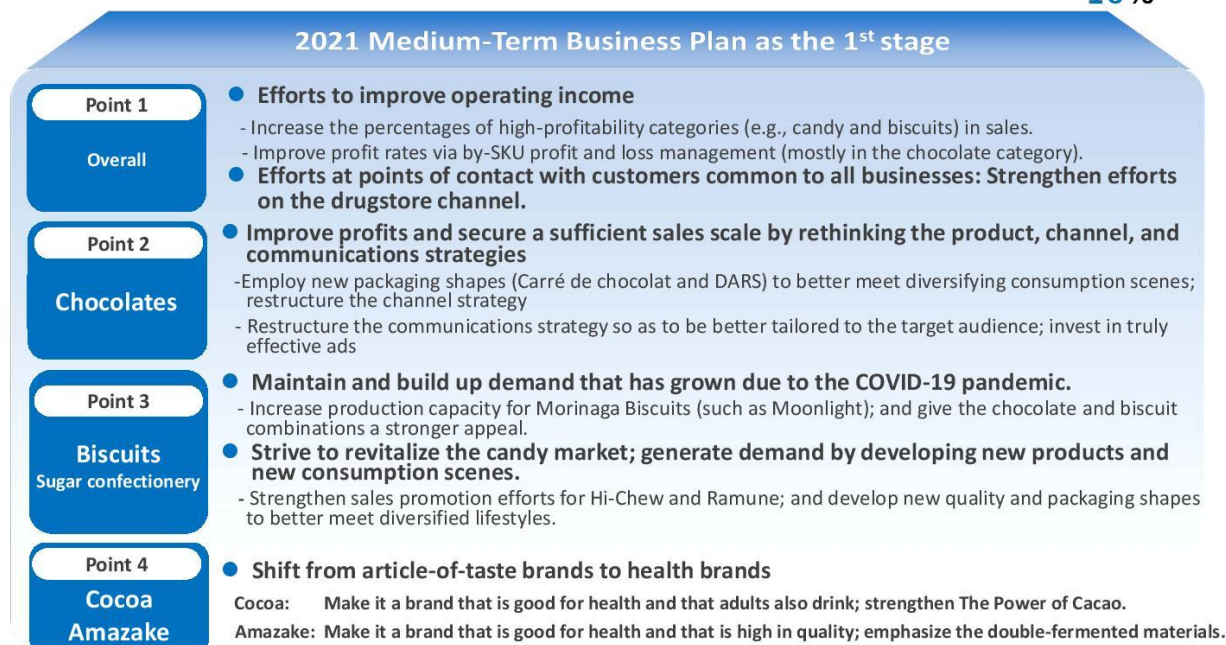 2021 Medium-Term Business Plan as the 1st stage
Point 1
Overall
● Efforts to improve operating income
- Increase the percentages of high-profitability categories (e.g., candy and biscuits) in sales.
- Improve profit rates via by-SKU profit and loss management (mostly in the chocolate category).
● Efforts at points of contact with customers common to all businesses: Strengthen efforts
on the drugstore channel.
Point 2
Chocolates
● Improve profits and secure a sufficient sales scale by rethinking the product, channel, and
communications strategies
-Employ new packaging shapes (Carré de chocolat and DARS) to better meet diversifying consumption scenes;
restructure the channel strategy
- Restructure the communications strategy so as to be better tailored to the target audience; invest in truly
effective ads
Point 3
Biscuits
Sugar confectionery
● Maintain and build up demand that has grown due to the COVID-19 pandemic.
- Increase production capacity for Morinaga Biscuits (such as Moonlight); and give the chocolate and biscuit
combinations a stronger appeal.
● Strive to revitalize the candy market; generate demand by developing new products and
new consumption scenes.
- Strengthen sales promotion efforts for Hi-Chew and Ramune; and develop new quality and packaging shapes
to better meet diversified lifestyles.
Point 4
Cocoa
Amazake
● Shift from article-of-taste brands to health brands
Cocoa: Make it a brand that is good for health and that adults also drink; strengthen The Power of Cacao.
Amazake: Make it a brand that is good for health and that is high in quality; emphasize the double-fermented materials.